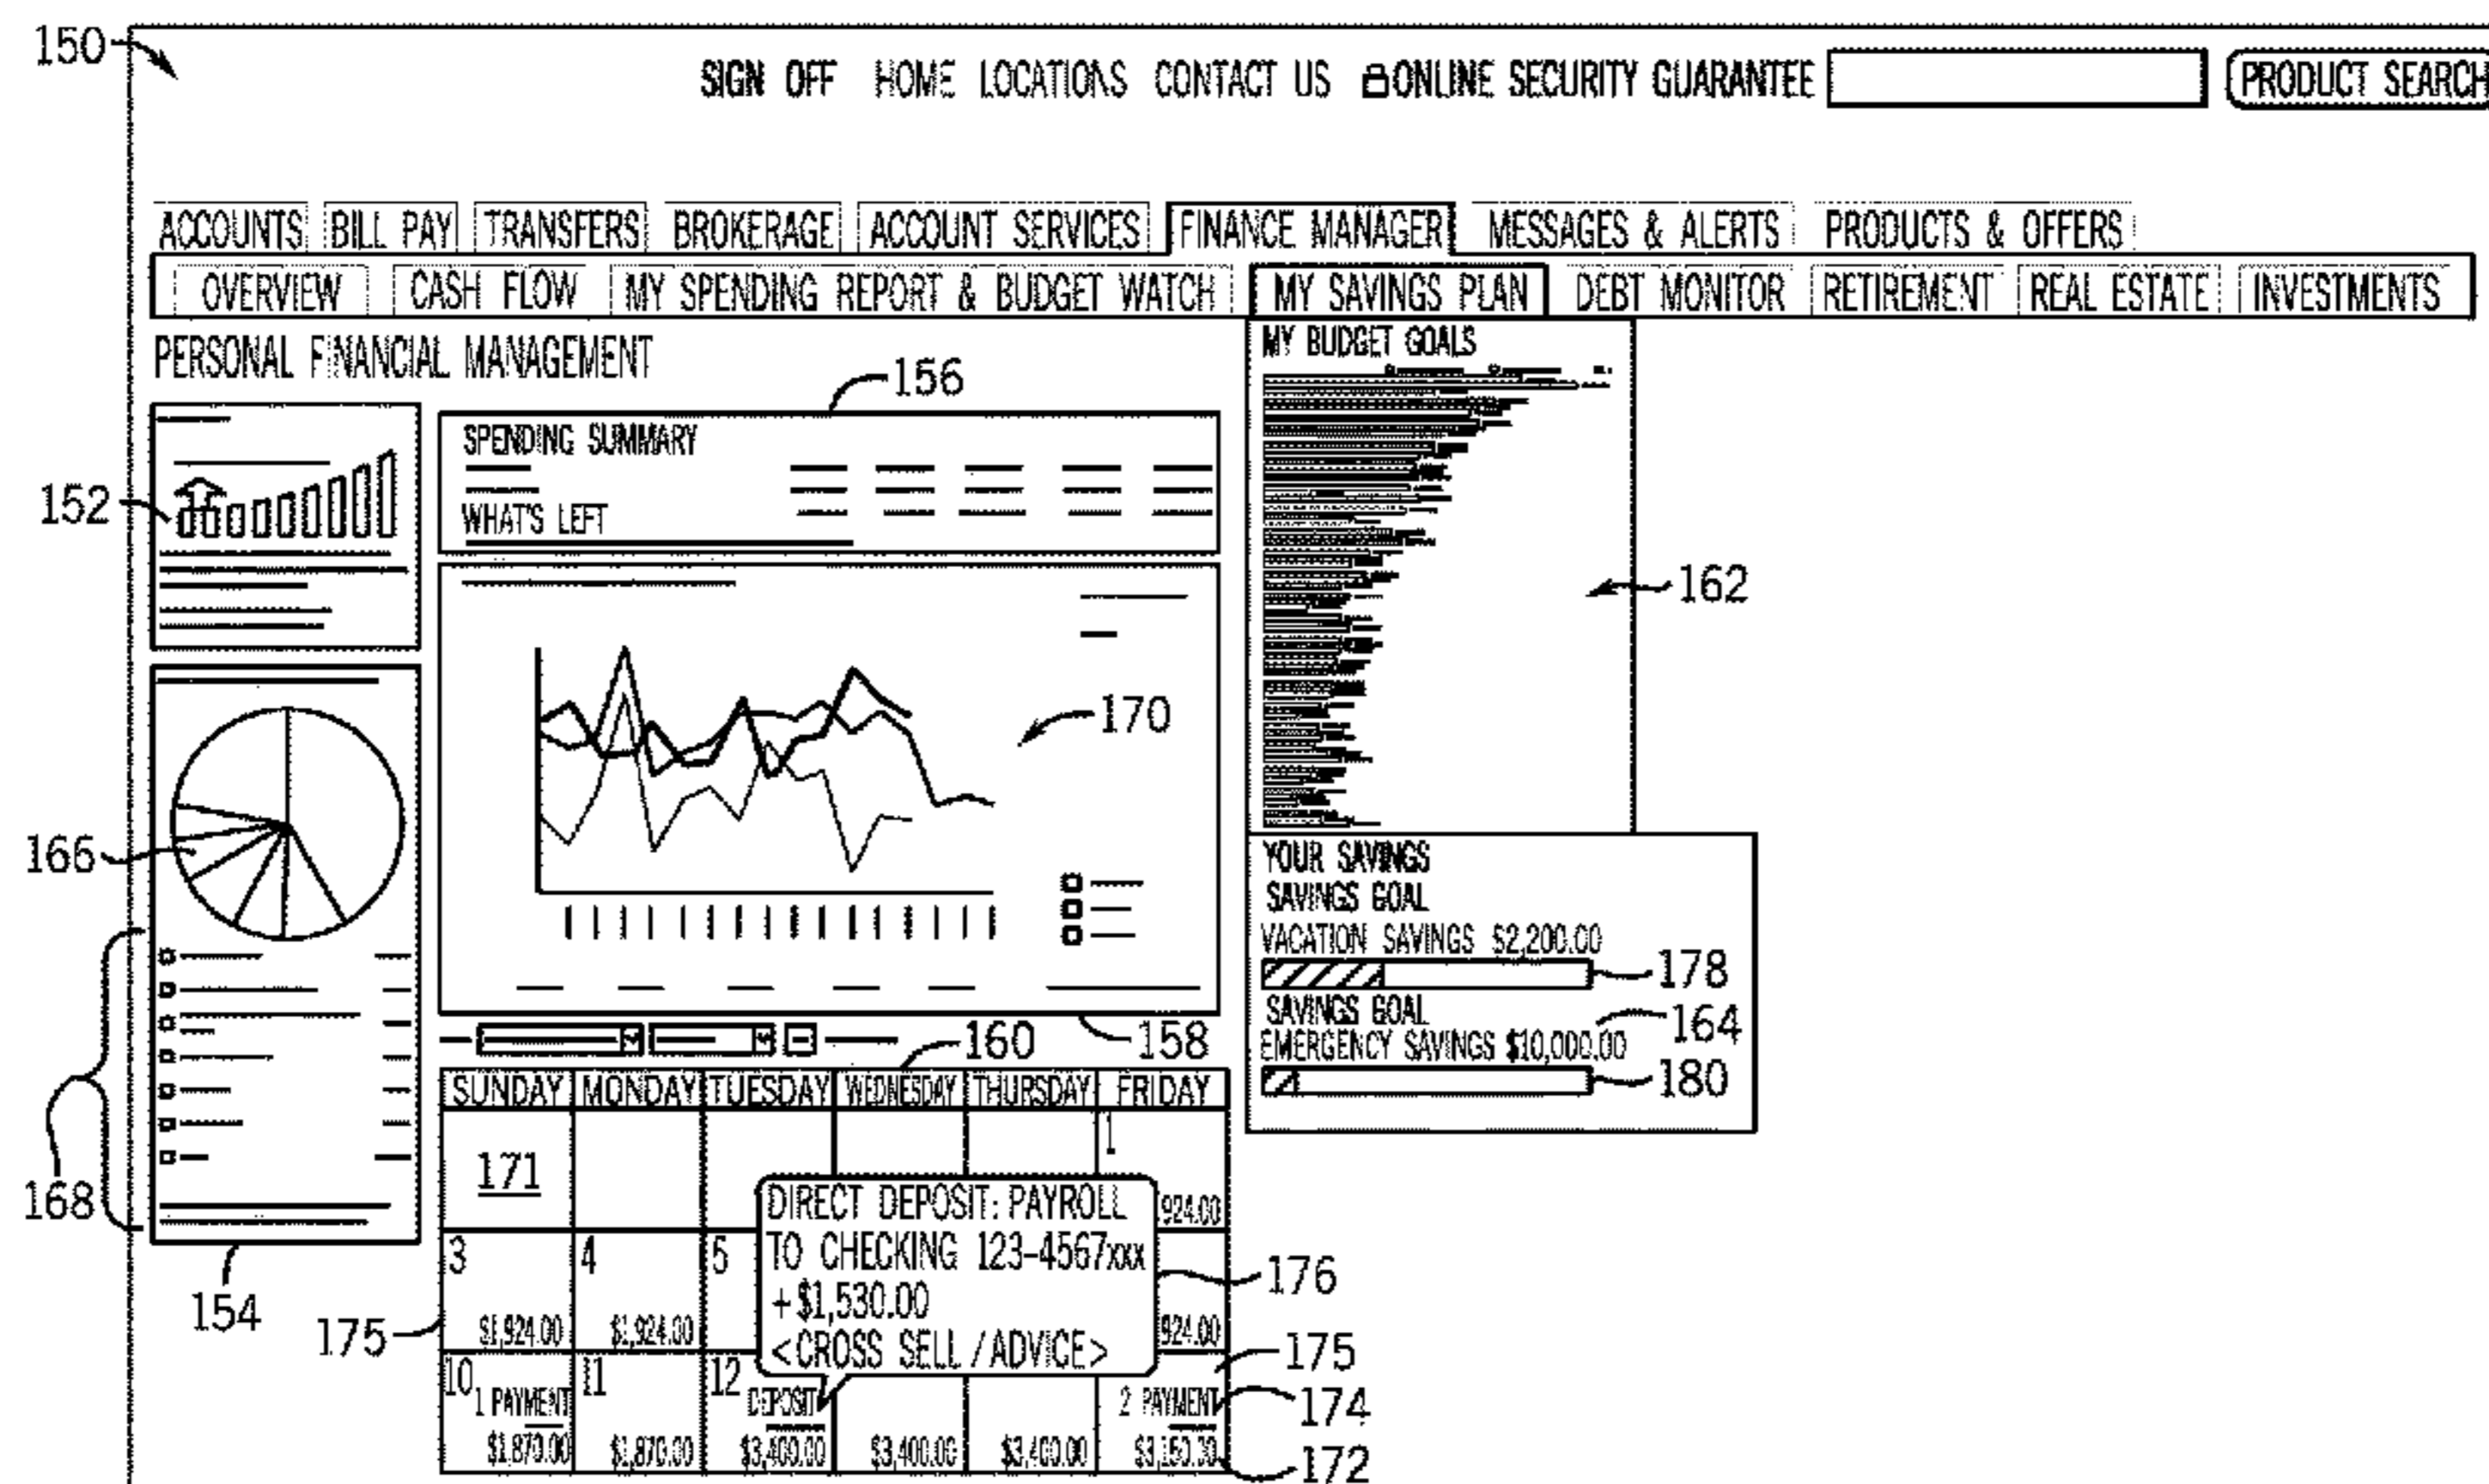 150
SIGN OFF HOME LOCATIONS CONTACT US ONLINE SECURITY GUARANTEE PRODUCT SEARCH
ACCOUNTS BILL PAY TRANSFERS BROKERAGE ACCOUNT SERVICES FINANCE MANAGER MESSAGES & ALERTS PRODUCTS & OFFERS
OVERVIEW CASH FLOW MY SPENDING REPORT & BUDGET WATCH MY SAVINGS PLAN DEBT MONITOR RETIREMENT REAL ESTATE INVESTMENTS
PERSONAL FINANCIAL MANAGEMENT
152
156
SPENDING SUMMARY
WHAT'S LEFT
170
158
MY BUDGET GOALS
162
166
168
154
YOUR SAVINGS
SAVINGS GOAL
VACATION SAVINGS $2,200.00
178
SAVINGS GOAL
164
EMERGENCY SAVINGS $10,000.00
180
160
SUNDAY MONDAY TUESDAY WEDNESDAY THURSDAY FRIDAY
171 1
924.00
3 4 5
$1,924.00 $1,924.00 924.00
175
DIRECT DEPOSIT: PAYROLL
TO CHECKING 123-4567xxx
+$1,530.00
<CROSS SELL/ADVICE>
176
175
10 11 12
1 PAYMENT DEPOSIT 2 PAYMENT
174
$1,870.00 $1,870.00 $3,400.00 $3,400.00 $3,400.00
172